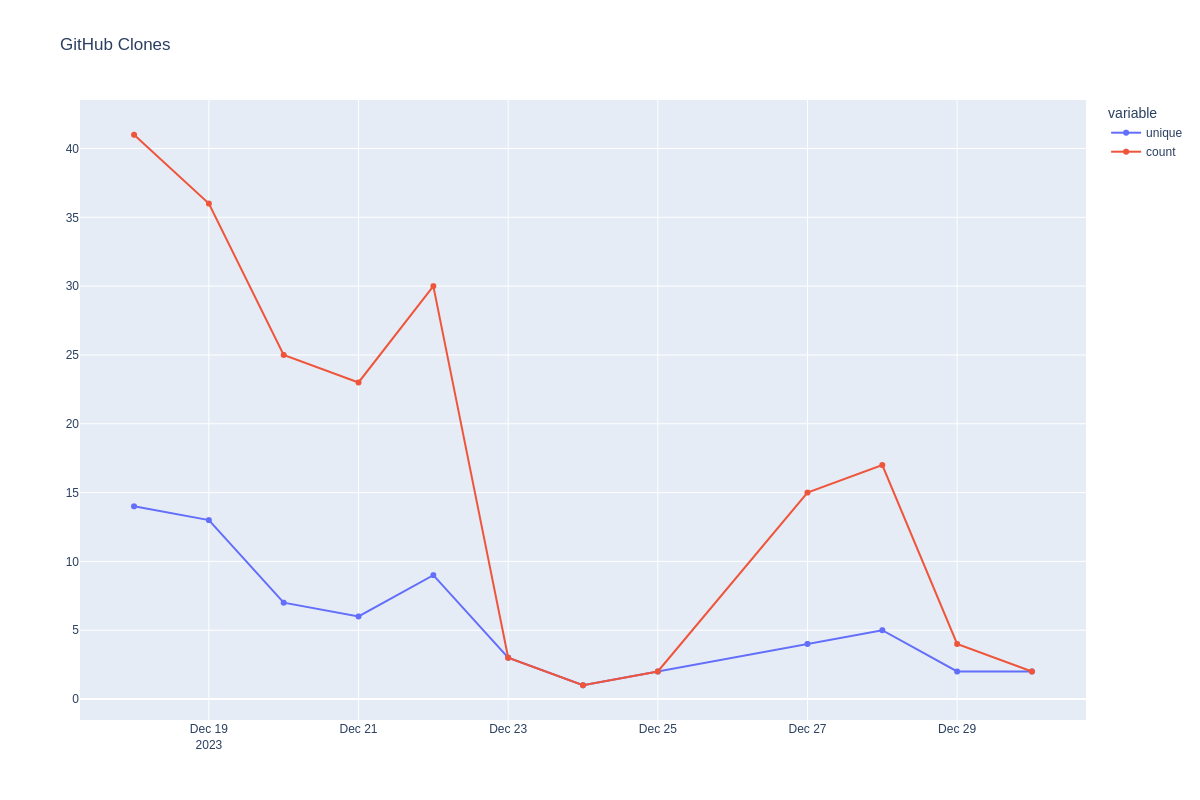 GitHub Clones
variable
unique
count
40
35
30
25
20
15
10
5
0
Dec 19
2023
Dec 21
Dec 23
Dec 25
Dec 27
Dec 29